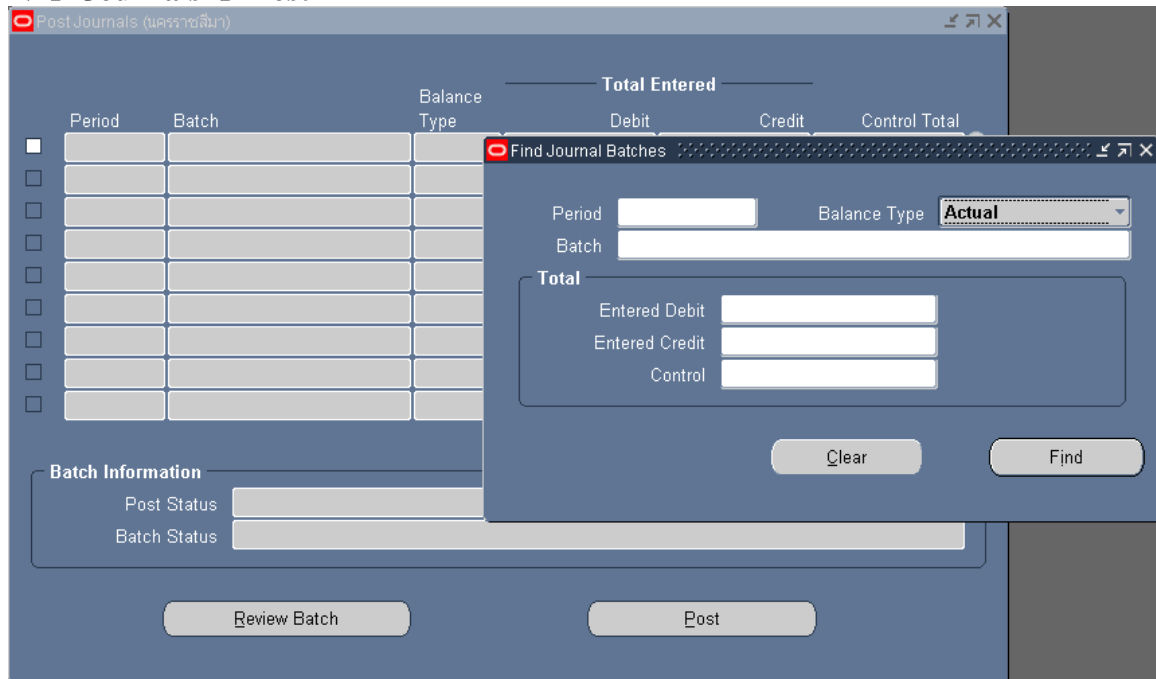 Post Journals (นครราชสีมา)
Total Entered
Balance
Period Batch Type Debit Credit Control Total
Find Journal Batches
Period Balance Type Actual
Batch
Total
Entered Debit
Entered Credit
Control
Clear Find
Batch Information
Post Status
Batch Status
Review Batch Post